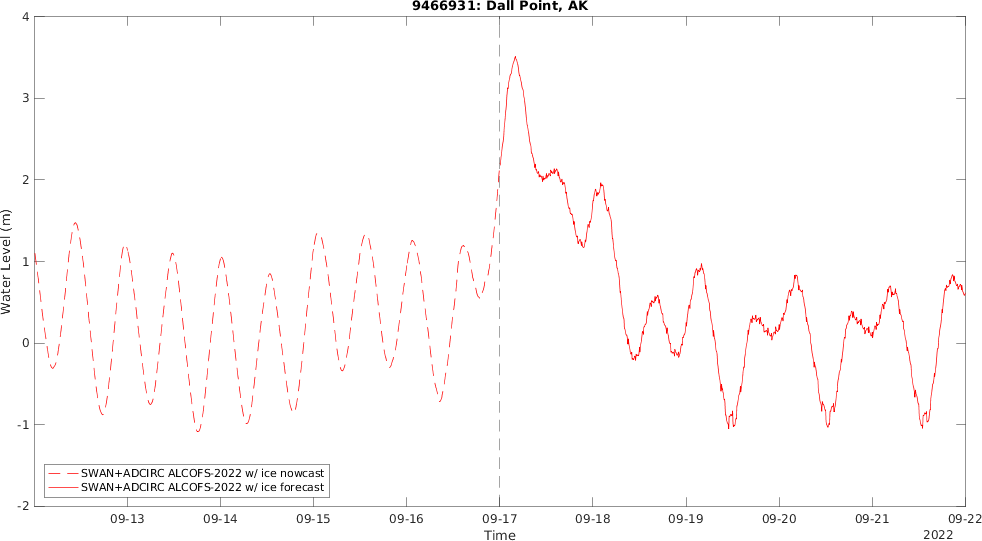 9466931: Dall Point, AK
4
3
2
1
0
-1
-2
Water Level (m)
SWAN+ADCIRC ALCOFS-2022 w/ ice nowcast
SWAN+ADCIRC ALCOFS-2022 w/ ice forecast
09-13 09-14 09-15 09-16 09-17 09-18 09-19 09-20 09-21 09-22
Time
2022